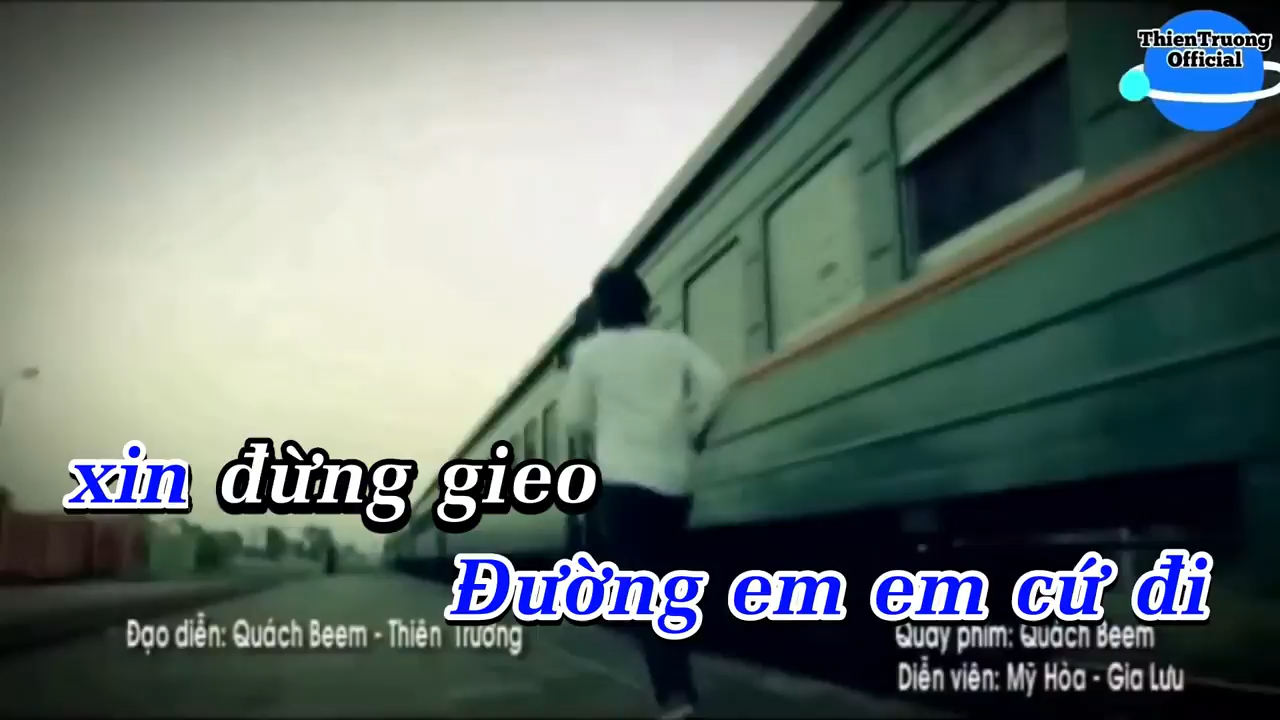 ThienTruong
Official
xin đừng gieo
Đường em em cứ đi
Đạo diễn: Quách Beem - Thiên Trường
Quay phim: Quách Beem
Diễn viên: Mỹ Hòa - Gia Lưu